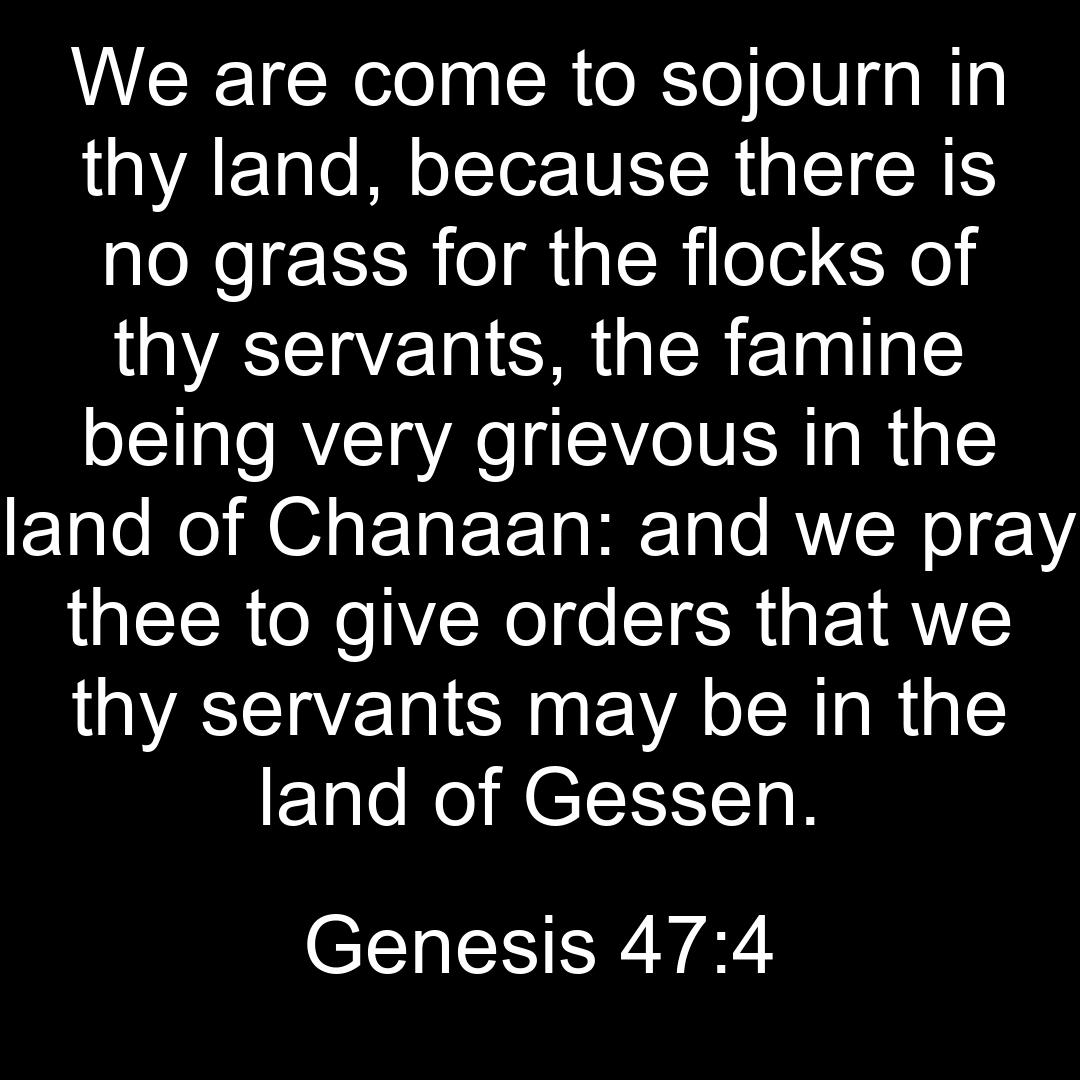 We are come to sojourn in
thy land, because there is
no grass for the flocks of
thy servants, the famine
being very grievous in the
land of Chanaan: and we pray
thee to give orders that we
thy servants may be in the
land of Gessen.
Genesis 47:4